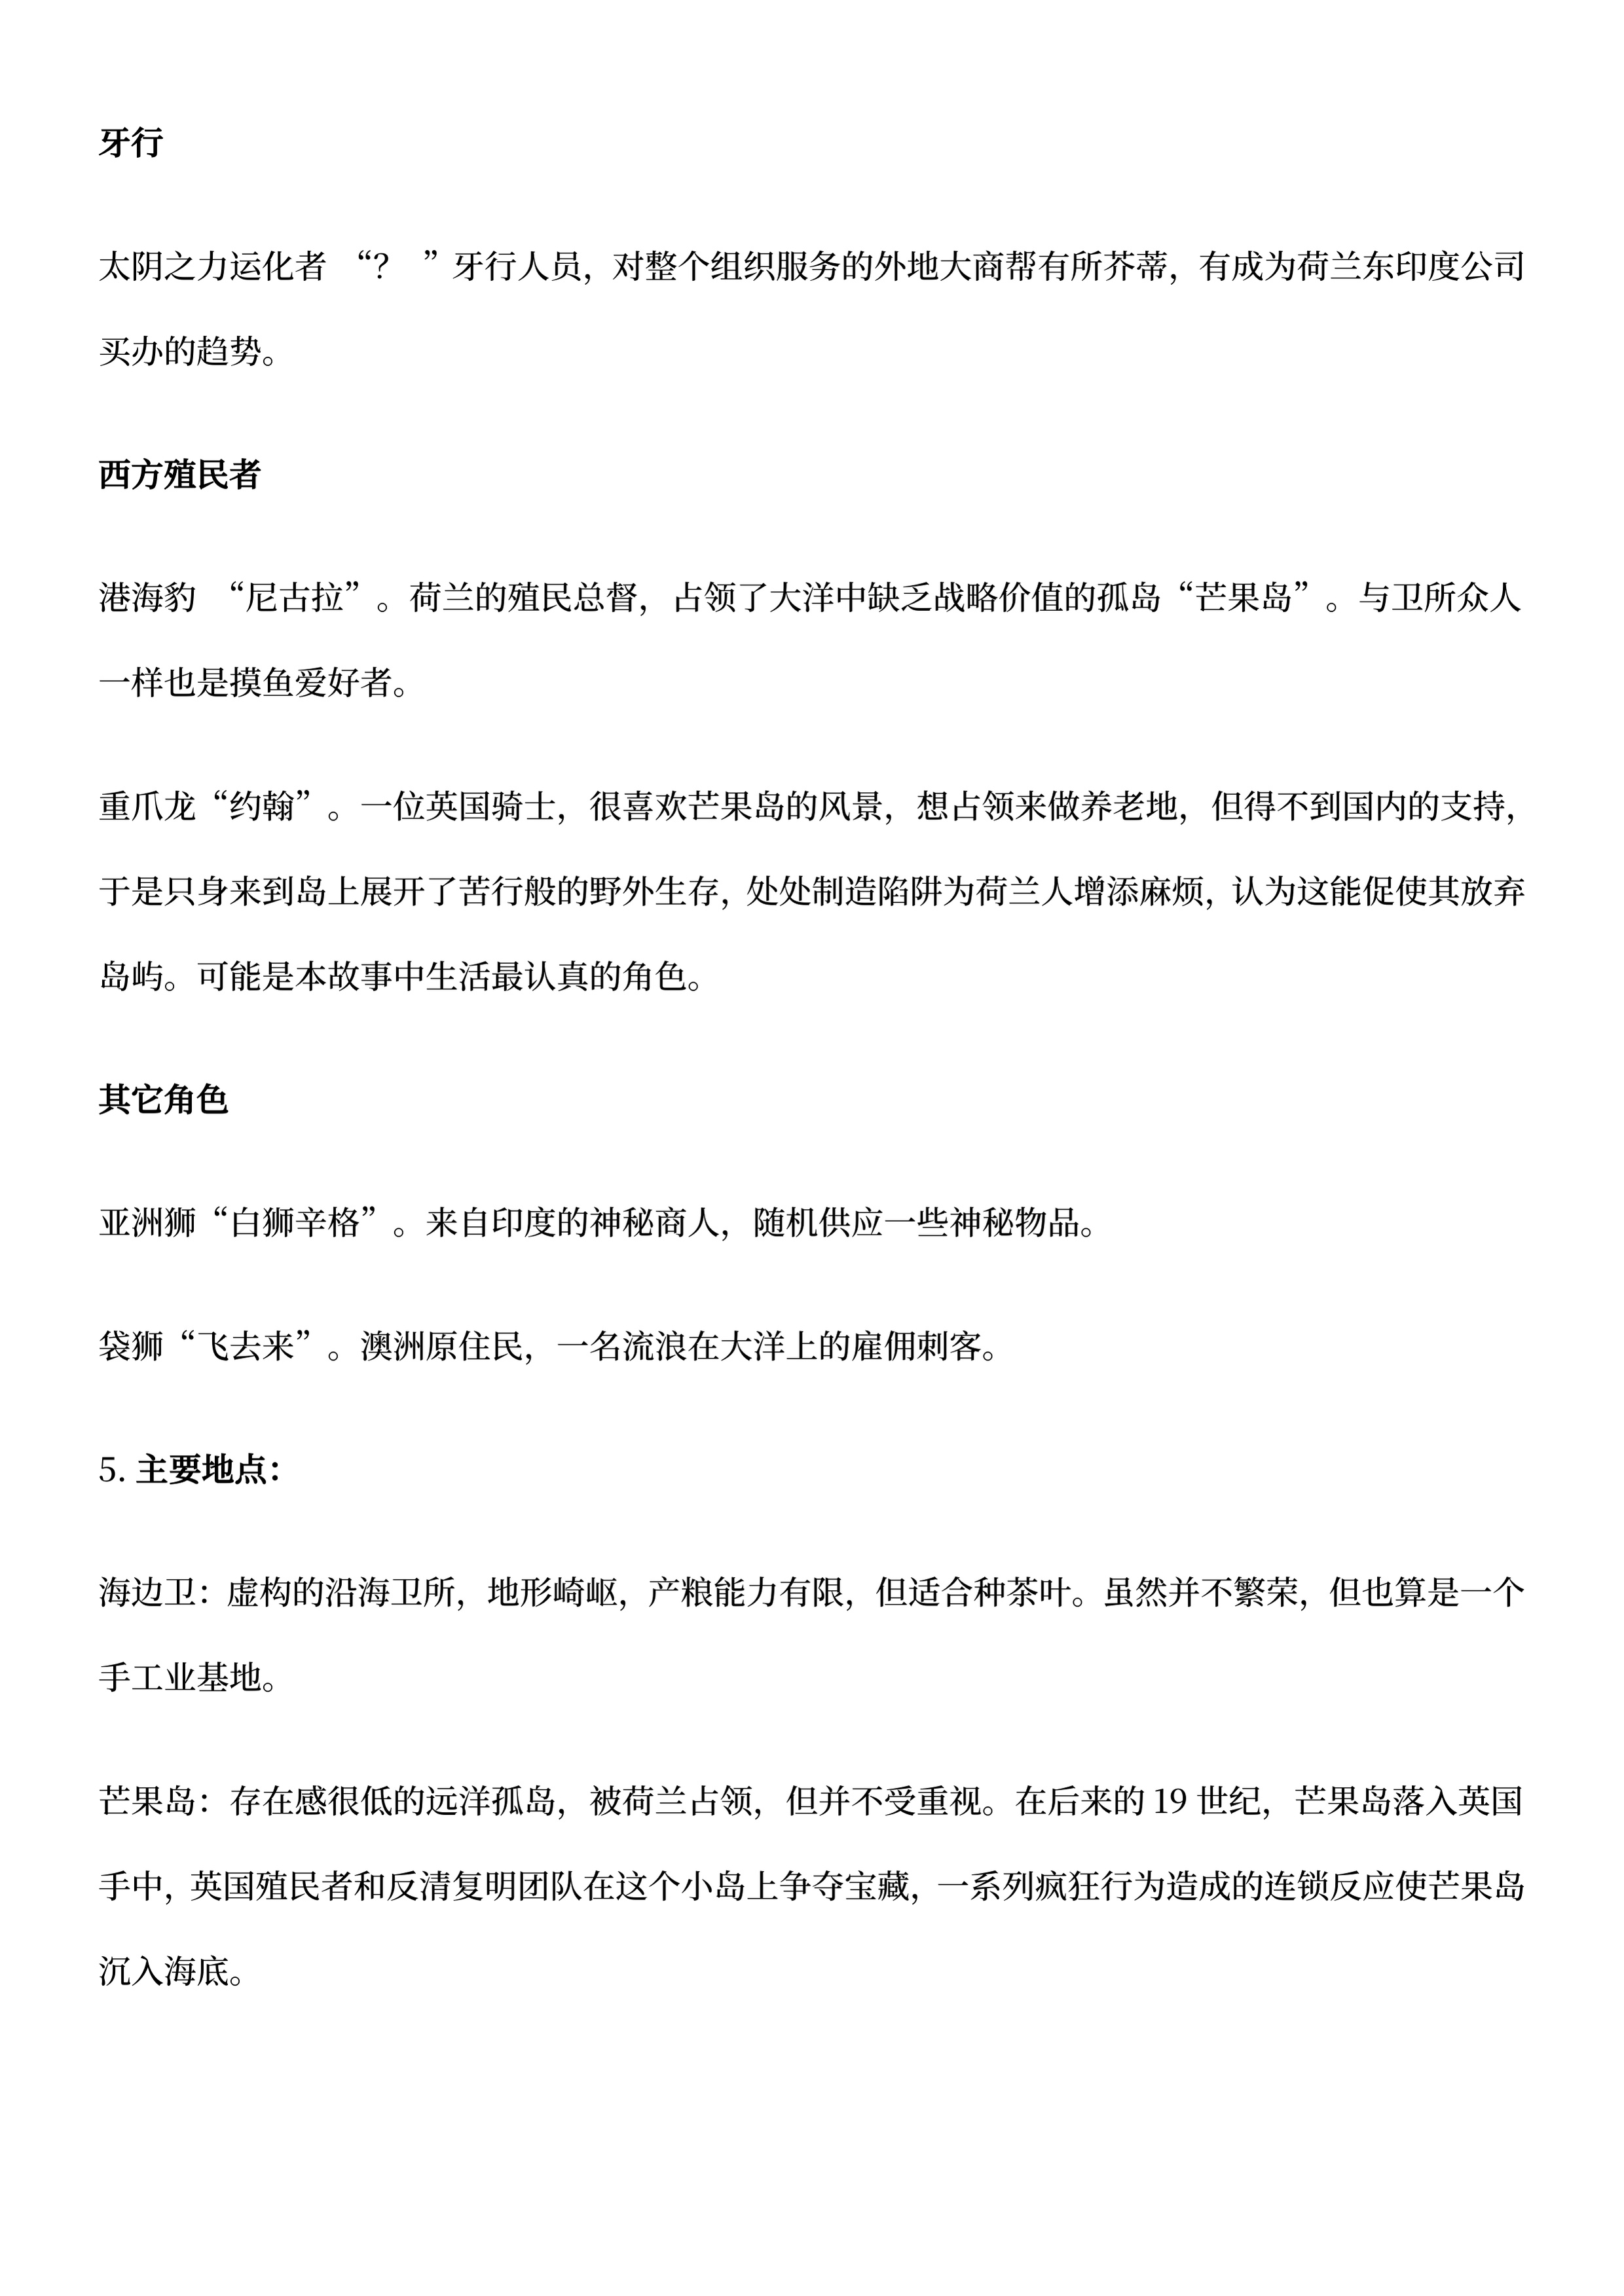 牙行
太阴之力运化者 “？ ”牙行人员，对整个组织服务的外地大商帮有所芥蒂，有成为荷兰东印度公司
买办的趋势。
西方殖民者
港海豹 “尼古拉”。荷兰的殖民总督，占领了大洋中缺乏战略价值的孤岛“芒果岛”。与卫所众人
一样也是摸鱼爱好者。
重爪龙“约翰”。一位英国骑士，很喜欢芒果岛的风景，想占领来做养老地，但得不到国内的支持，
于是只身来到岛上展开了苦行般的野外生存，处处制造陷阱为荷兰人增添麻烦，认为这能促使其放弃
岛屿。可能是本故事中生活最认真的角色。
其它角色
亚洲狮“白狮辛格”。来自印度的神秘商人，随机供应一些神秘物品。
袋狮“飞去来”。澳洲原住民，一名流浪在大洋上的雇佣刺客。
5. 主要地点：
海边卫：虚构的沿海卫所，地形崎岖，产粮能力有限，但适合种茶叶。虽然并不繁荣，但也算是一个
手工业基地。
芒果岛：存在感很低的远洋孤岛，被荷兰占领，但并不受重视。在后来的 19 世纪，芒果岛落入英国
手中，英国殖民者和反清复明团队在这个小岛上争夺宝藏，一系列疯狂行为造成的连锁反应使芒果岛
沉入海底。